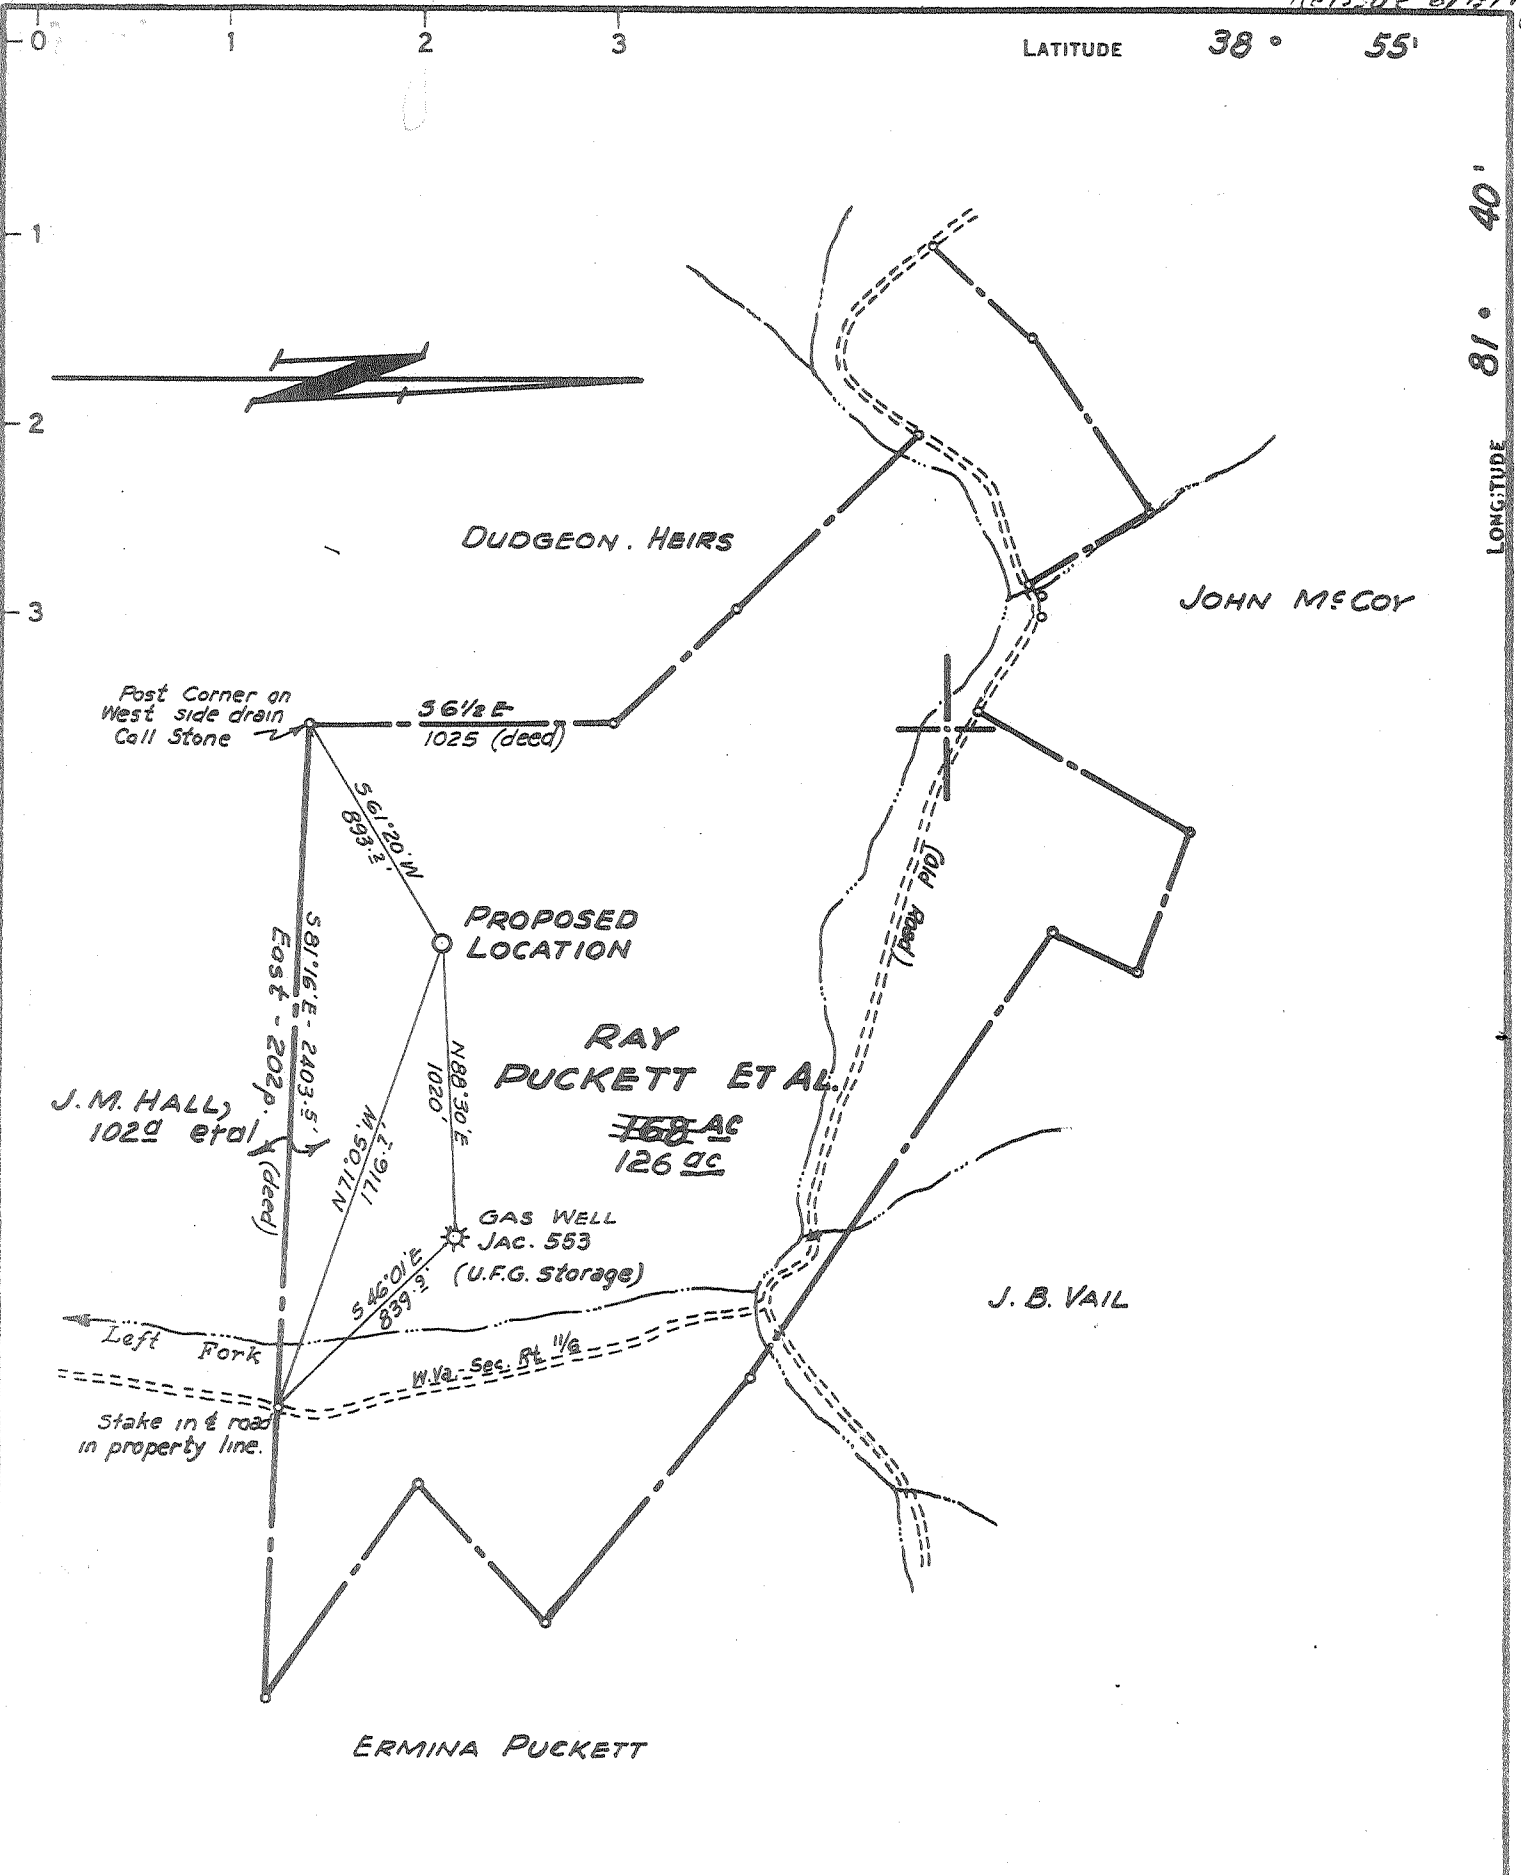 0 1 2 3
LATITUDE 38° 55'
1
2
3
LONGITUDE 81° 40'
DUDGEON. HEIRS
JOHN McCOY
Post Corner on
West side drain
Call Stone
S 6 1/2 E
1025 (deed)
S 61°20' W
893.2'
PROPOSED
LOCATION
(Old Road)
S 81°16' E - 2403.5'
East - 202p.
(deed)
RAY
PUCKETT ET AL.
168 AC
126 ac
N 88°30' E
1020'
J.M. HALL,
102a etal
1716.7'
GAS WELL
JAC. 553
(U.F.G. Storage)
S 46°01' E
839.9'
J. B. VAIL
Left Fork
W.Va. Sec. Rt. 11/6
Stake in ℄ road
in property line.
ERMINA PUCKETT